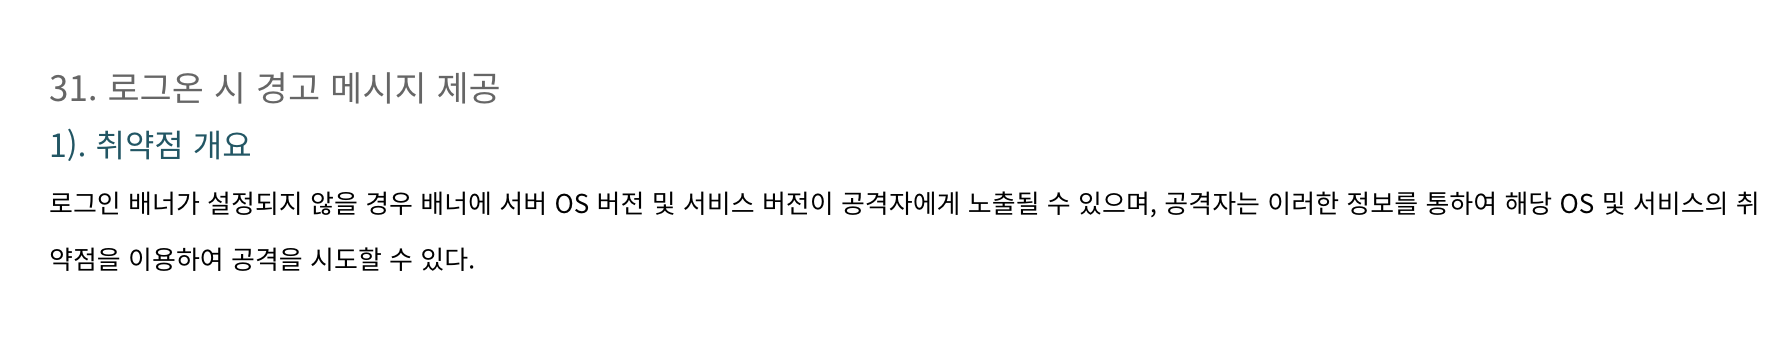 31. 로그온 시 경고 메시지 제공
1). 취약점 개요
로그인 배너가 설정되지 않을 경우 배너에 서버 OS 버전 및 서비스 버전이 공격자에게 노출될 수 있으며, 공격자는 이러한 정보를 통하여 해당 OS 및 서비스의 취
약점을 이용하여 공격을 시도할 수 있다.